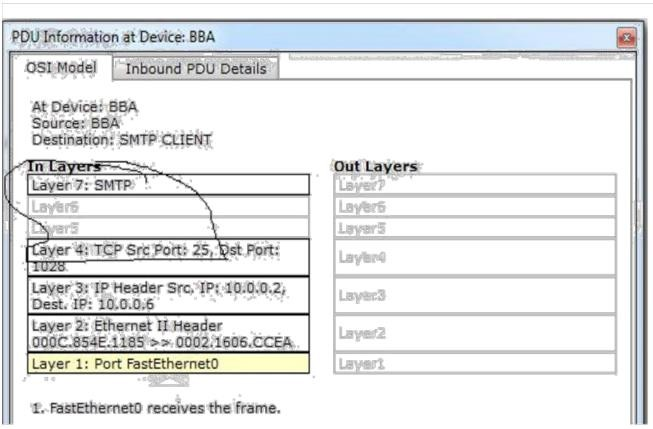 PDU Information at Device: BBA
OSI Model
Inbound PDU Details
At Device: BBA
Source: BBA
Destination: SMTP CLIENT
In Layers
Out Layers
Layer 7: SMTP
Layer7
Layer6
Layer6
Layer5
Layer5
Layer 4: TCP Src Port: 25, Dst Port:
1028
Layer4
Layer 3: IP Header Src. IP: 10.0.0.2,
Dest. IP: 10.0.0.6
Layer3
Layer 2: Ethernet II Header
000C.854E.1185 >> 0002.1606.CCEA
Layer2
Layer 1: Port FastEthernet0
Layer1
1. FastEthernet0 receives the frame.